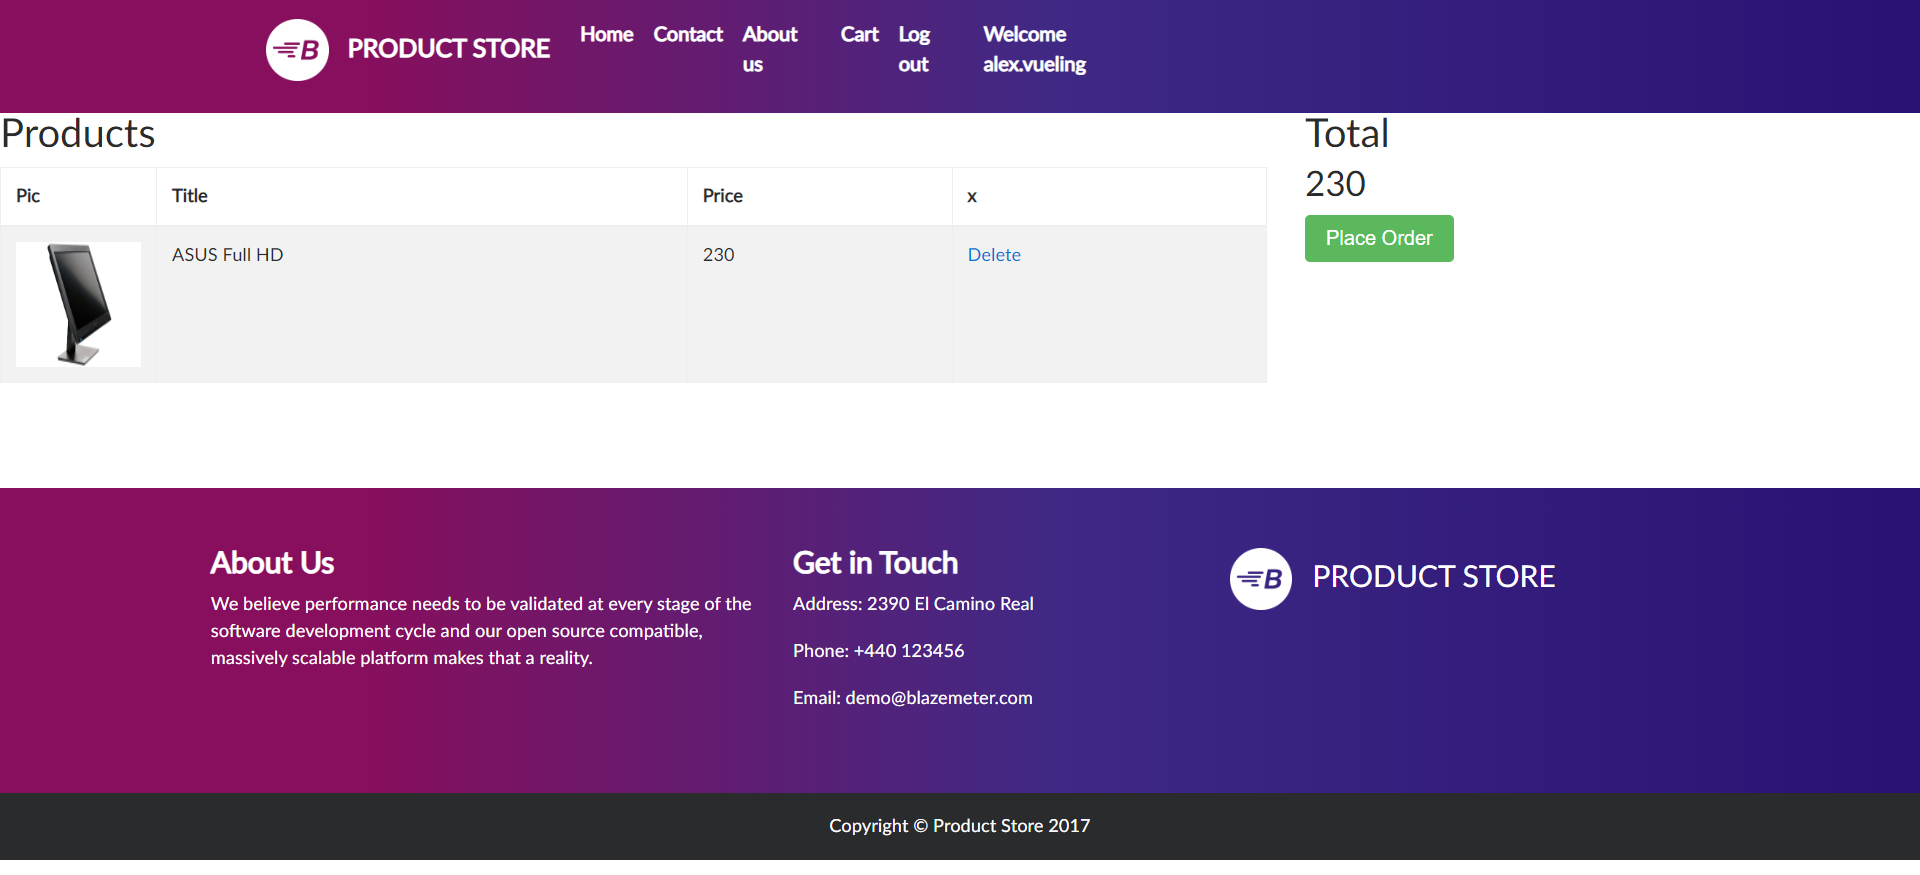 B PRODUCT STORE Home Contact About us Cart Log out Welcome alex.vueling
Products
Total
230
Pic Title Price x
Place Order
ASUS Full HD 230 Delete
About Us
We believe performance needs to be validated at every stage of the
software development cycle and our open source compatible,
massively scalable platform makes that a reality.
Get in Touch
Address: 2390 El Camino Real
Phone: +440 123456
Email: demo@blazemeter.com
B PRODUCT STORE
Copyright © Product Store 2017